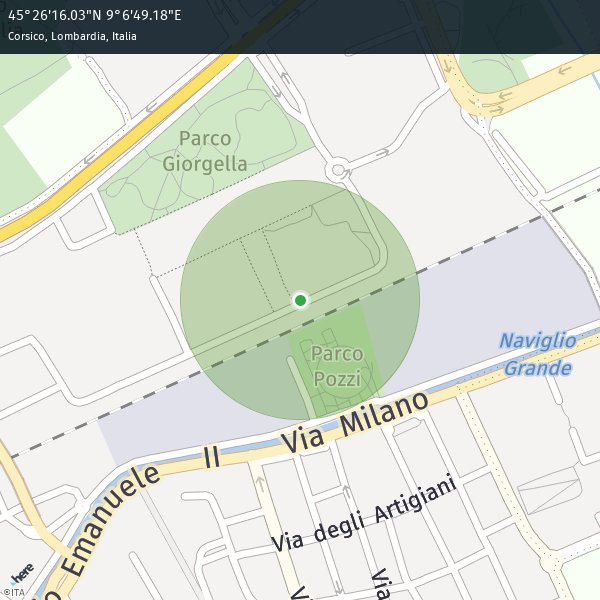 45°26'16.03"N 9°6'49.18"E
Corsico, Lombardia, Italia
Parco
Giorgella
Naviglio
Grande
Parco
Pozzi
Via Milano
Emanuele II
Via degli Artigiani
Via
here
©ITA